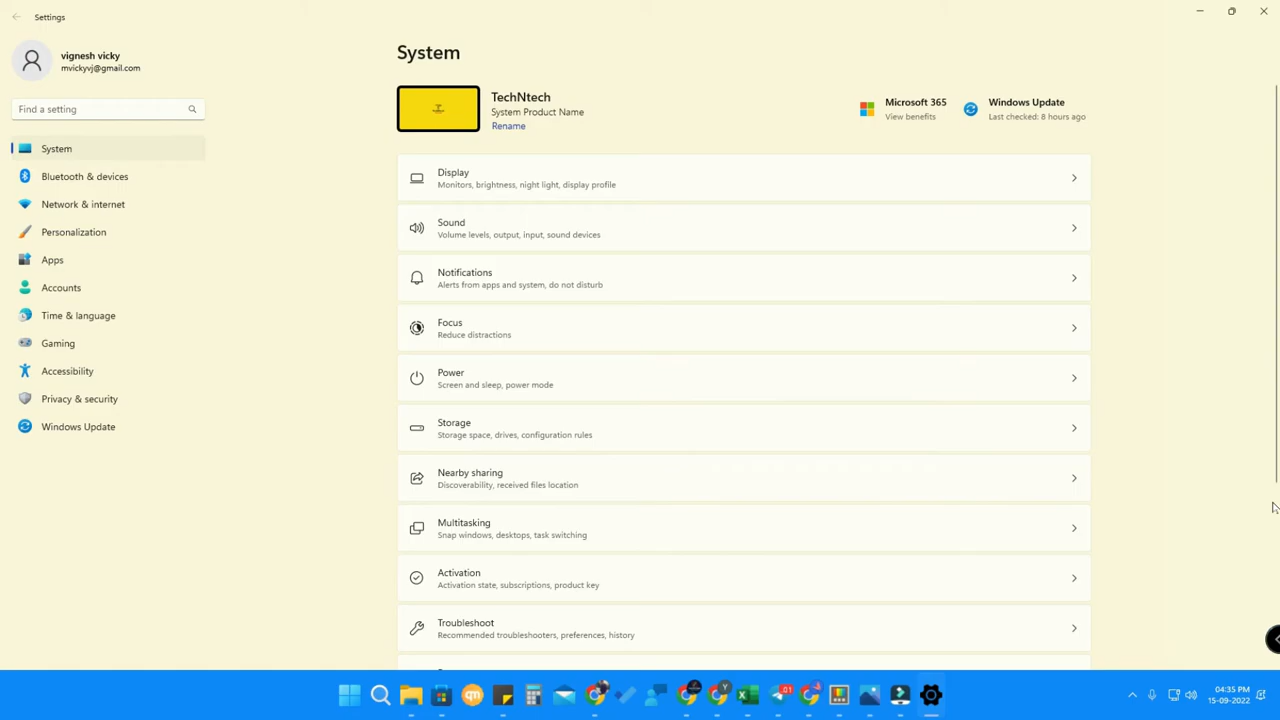 Settings
vignesh vicky
mvickyvj@gmail.com
Find a setting
System
Bluetooth & devices
Network & internet
Personalization
Apps
Accounts
Time & language
Gaming
Accessibility
Privacy & security
Windows Update
System
TechNtech
System Product Name
Rename
Microsoft 365
View benefits
Windows Update
Last checked: 8 hours ago
Display
Monitors, brightness, night light, display profile
Sound
Volume levels, output, input, sound devices
Notifications
Alerts from apps and system, do not disturb
Focus
Reduce distractions
Power
Screen and sleep, power mode
Storage
Storage space, drives, configuration rules
Nearby sharing
Discoverability, received files location
Multitasking
Snap windows, desktops, task switching
Activation
Activation state, subscriptions, product key
Troubleshoot
Recommended troubleshooters, preferences, history
04:35 PM
15-09-2022